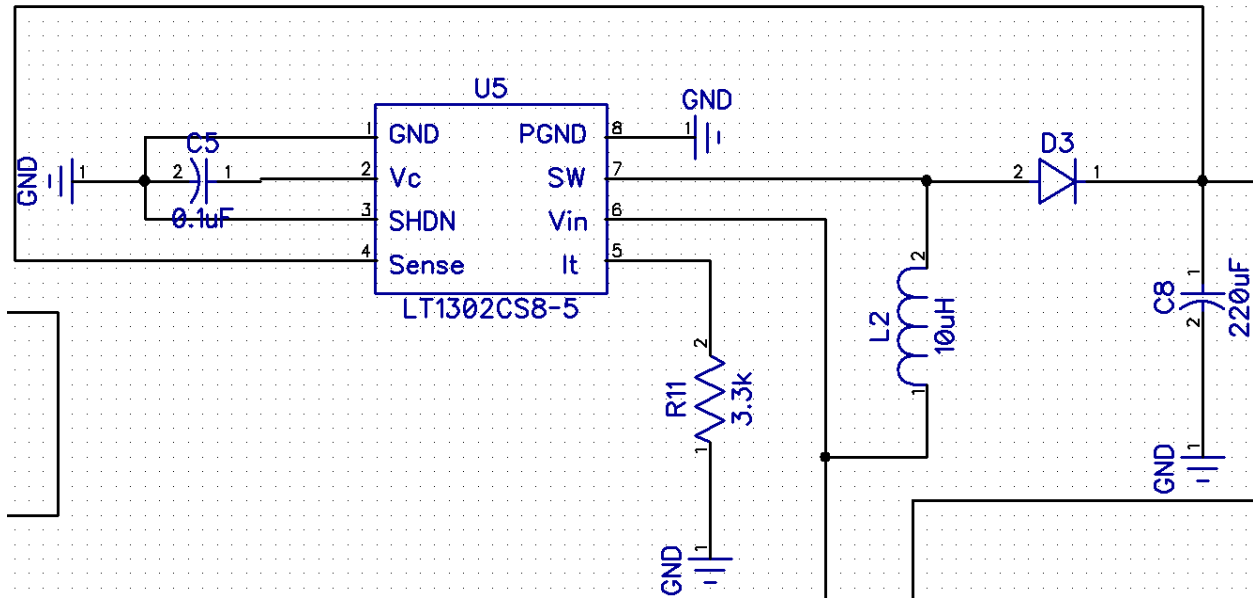 U5
GND
1 GND PGND 8 1
C5
GND 1 2 1 2 Vc SW 7
0.1uF
3 SHDN Vin 6
4 Sense It 5
LT1302CS8-5
D3
2 1
2
L2
10uH
1
1
C8
220uF
2
2
R11
3.3k
1
GND 1
GND 1